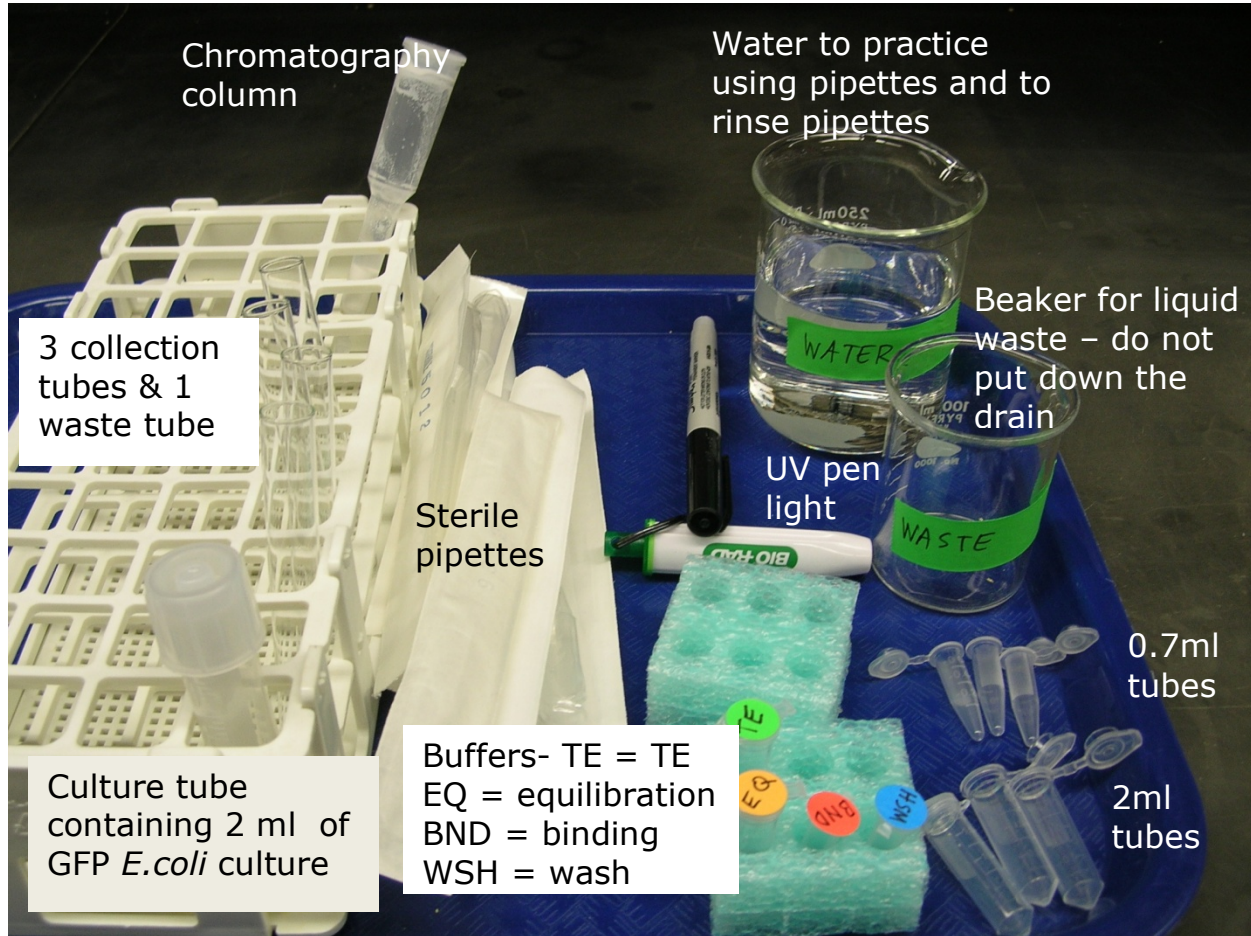 Chromatography
column
Water to practice
using pipettes and to
rinse pipettes
250ml
WATER
Beaker for liquid
waste – do not
put down the
drain
100 ml
WASTE
3 collection
tubes & 1
waste tube
UV pen
light
BIO-RAD
Sterile
pipettes
0.7ml
tubes
2ml
tubes
TE
EQ
BND
WSH
Buffers- TE = TE
EQ = equilibration
BND = binding
WSH = wash
Culture tube
containing 2 ml of
GFP E.coli culture